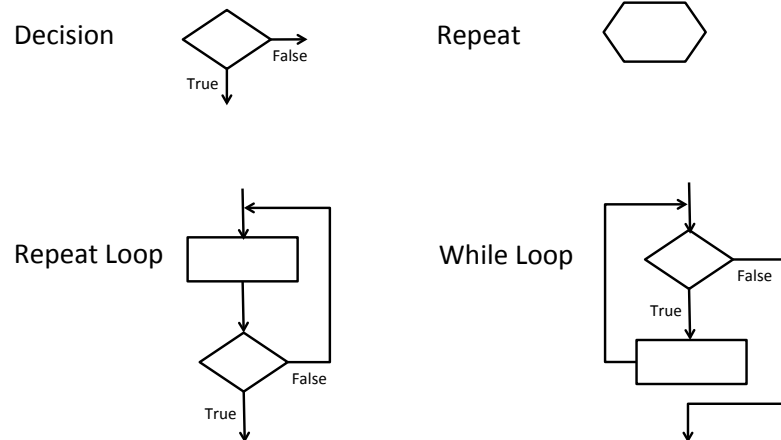 Decision
False
True
Repeat
Repeat Loop
False
True
While Loop
False
True